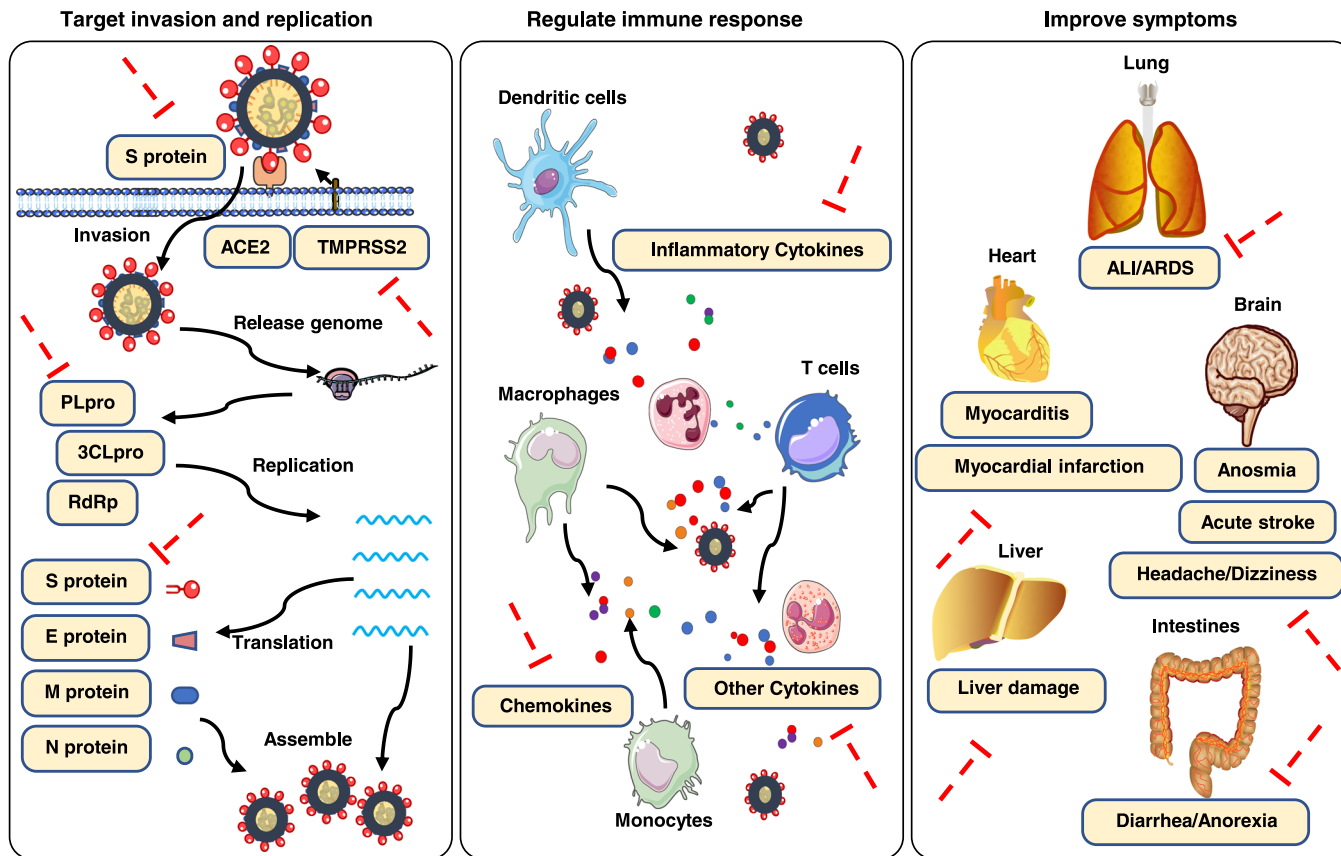 Target invasion and replication
S protein
Invasion
ACE2
TMPRSS2
Release genome
PLpro
3CLpro
RdRp
Replication
S protein
E protein
M protein
N protein
Translation
Assemble
Regulate immune response
Dendritic cells
Inflammatory Cytokines
Macrophages
T cells
Chemokines
Other Cytokines
Monocytes
Improve symptoms
Lung
ALI/ARDS
Heart
Myocarditis
Myocardial infarction
Brain
Anosmia
Acute stroke
Headache/Dizziness
Liver
Liver damage
Intestines
Diarrhea/Anorexia